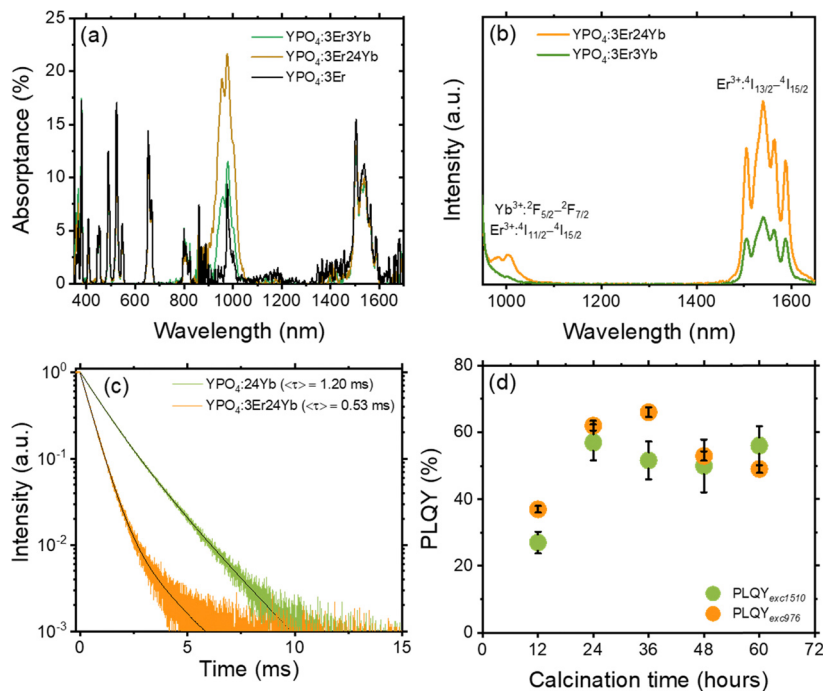 (a)
YPO₄:3Er3Yb
YPO₄:3Er24Yb
YPO₄:3Er
Absorptance (%)
25
20
15
10
5
0
400 600 800 1000 1200 1400 1600
Wavelength (nm)
(b)
YPO₄:3Er24Yb
YPO₄:3Er3Yb
Er³⁺:⁴I₁₃/₂–⁴I₁₅/₂
Yb³⁺:²F₅/₂–²F₇/₂
Er³⁺:⁴I₁₁/₂–⁴I₁₅/₂
Intensity (a.u.)
1000 1200 1400 1600
Wavelength (nm)
(c)
YPO₄:24Yb (<τ> = 1.20 ms)
YPO₄:3Er24Yb (<τ> = 0.53 ms)
Intensity (a.u.)
10⁰
10⁻¹
10⁻²
10⁻³
0 5 10 15
Time (ms)
(d)
PLQY (%)
80
60
40
20
0
PLQYexc1510
PLQYexc976
0 12 24 36 48 60 72
Calcination time (hours)